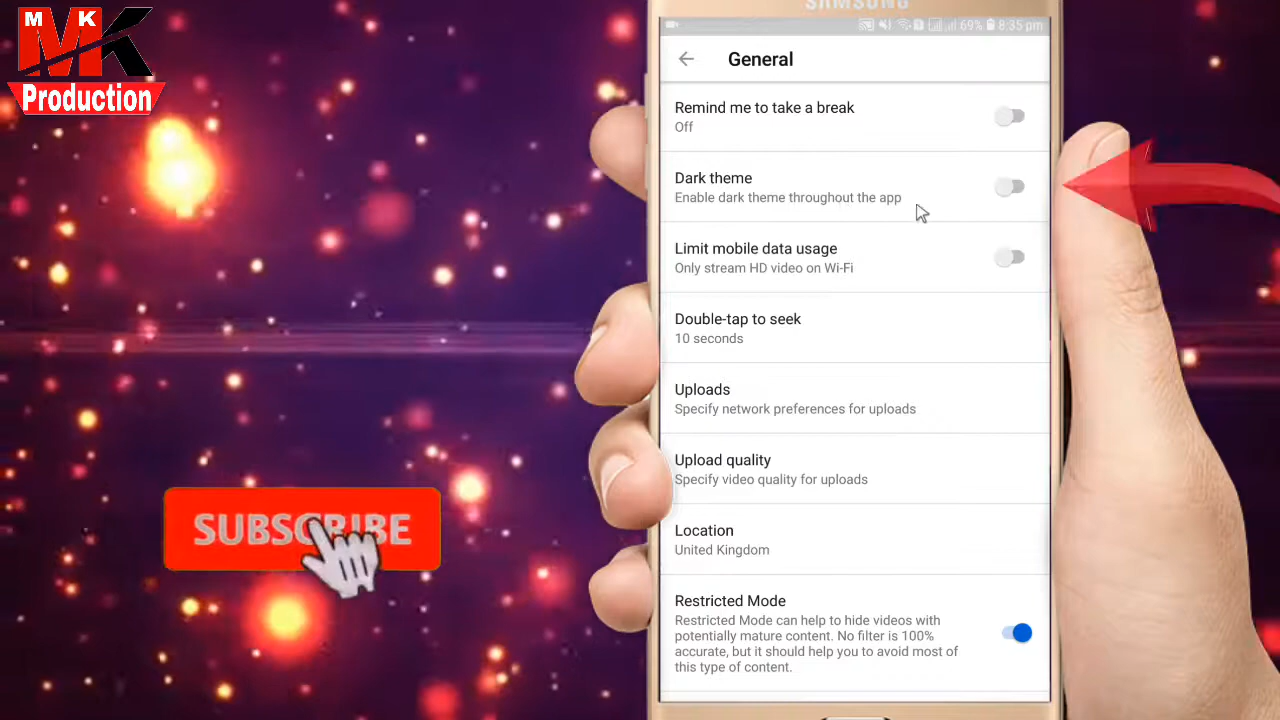 M K
MK
Production
SAMSUNG
69% 8:35 pm
General
Remind me to take a break
Off
Dark theme
Enable dark theme throughout the app
Limit mobile data usage
Only stream HD video on Wi-Fi
Double-tap to seek
10 seconds
Uploads
Specify network preferences for uploads
Upload quality
Specify video quality for uploads
Location
United Kingdom
Restricted Mode
Restricted Mode can help to hide videos with
potentially mature content. No filter is 100%
accurate, but it should help you to avoid most of
this type of content.
SUBSCRIBE